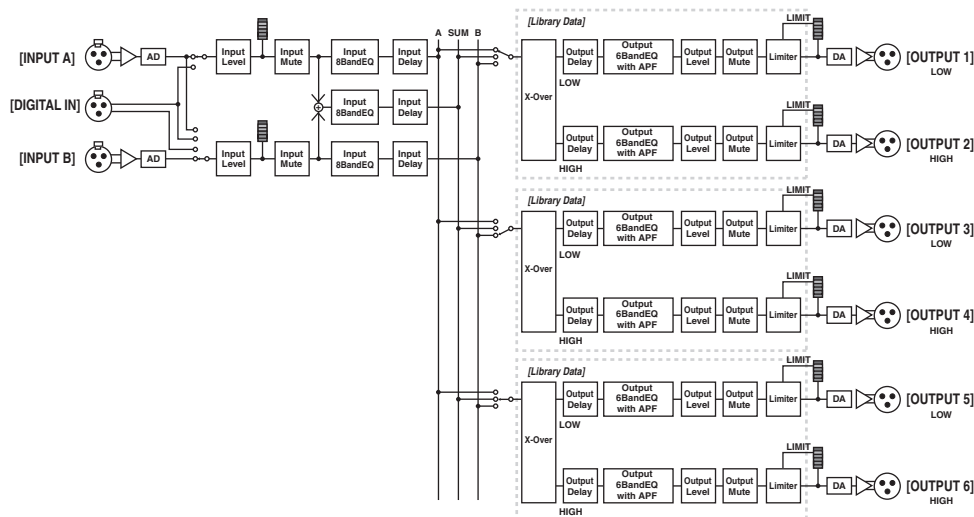 A SUM B
[Library Data]
LIMIT
[INPUT A]
AD
Input
Level
Input
Mute
Input
8BandEQ
Input
Delay
X-Over
Output
Delay
LOW
Output
6BandEQ
with APF
Output
Level
Output
Mute
Limiter
DA
[OUTPUT 1]
LOW
[DIGITAL IN]
Input
8BandEQ
Input
Delay
LIMIT
[INPUT B]
AD
Input
Level
Input
Mute
Input
8BandEQ
Input
Delay
Output
Delay
HIGH
Output
6BandEQ
with APF
Output
Level
Output
Mute
Limiter
DA
[OUTPUT 2]
HIGH
[Library Data]
LIMIT
X-Over
Output
Delay
LOW
Output
6BandEQ
with APF
Output
Level
Output
Mute
Limiter
DA
[OUTPUT 3]
LOW
LIMIT
Output
Delay
HIGH
Output
6BandEQ
with APF
Output
Level
Output
Mute
Limiter
DA
[OUTPUT 4]
HIGH
[Library Data]
LIMIT
X-Over
Output
Delay
LOW
Output
6BandEQ
with APF
Output
Level
Output
Mute
Limiter
DA
[OUTPUT 5]
LOW
LIMIT
Output
Delay
HIGH
Output
6BandEQ
with APF
Output
Level
Output
Mute
Limiter
DA
[OUTPUT 6]
HIGH